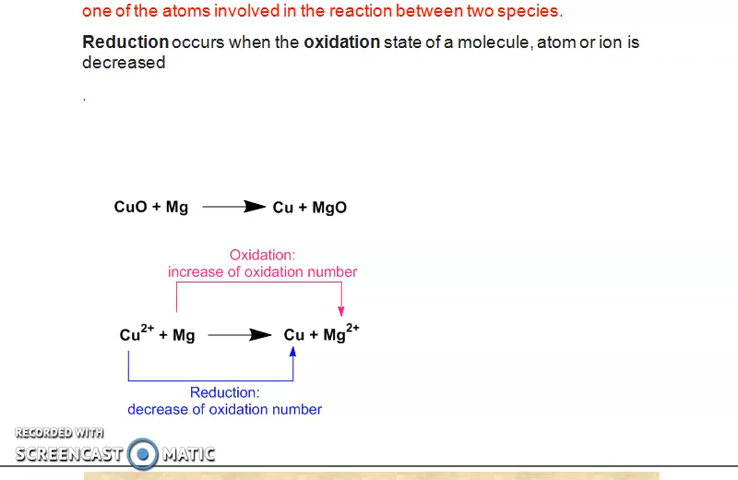 one of the atoms involved in the reaction between two species.
Reduction occurs when the oxidation state of a molecule, atom or ion is
decreased
.
CuO + Mg → Cu + MgO
Oxidation:
increase of oxidation number
Cu²⁺ + Mg → Cu + Mg²⁺
Reduction:
decrease of oxidation number
RECORDED WITH
SCREENCAST MATIC